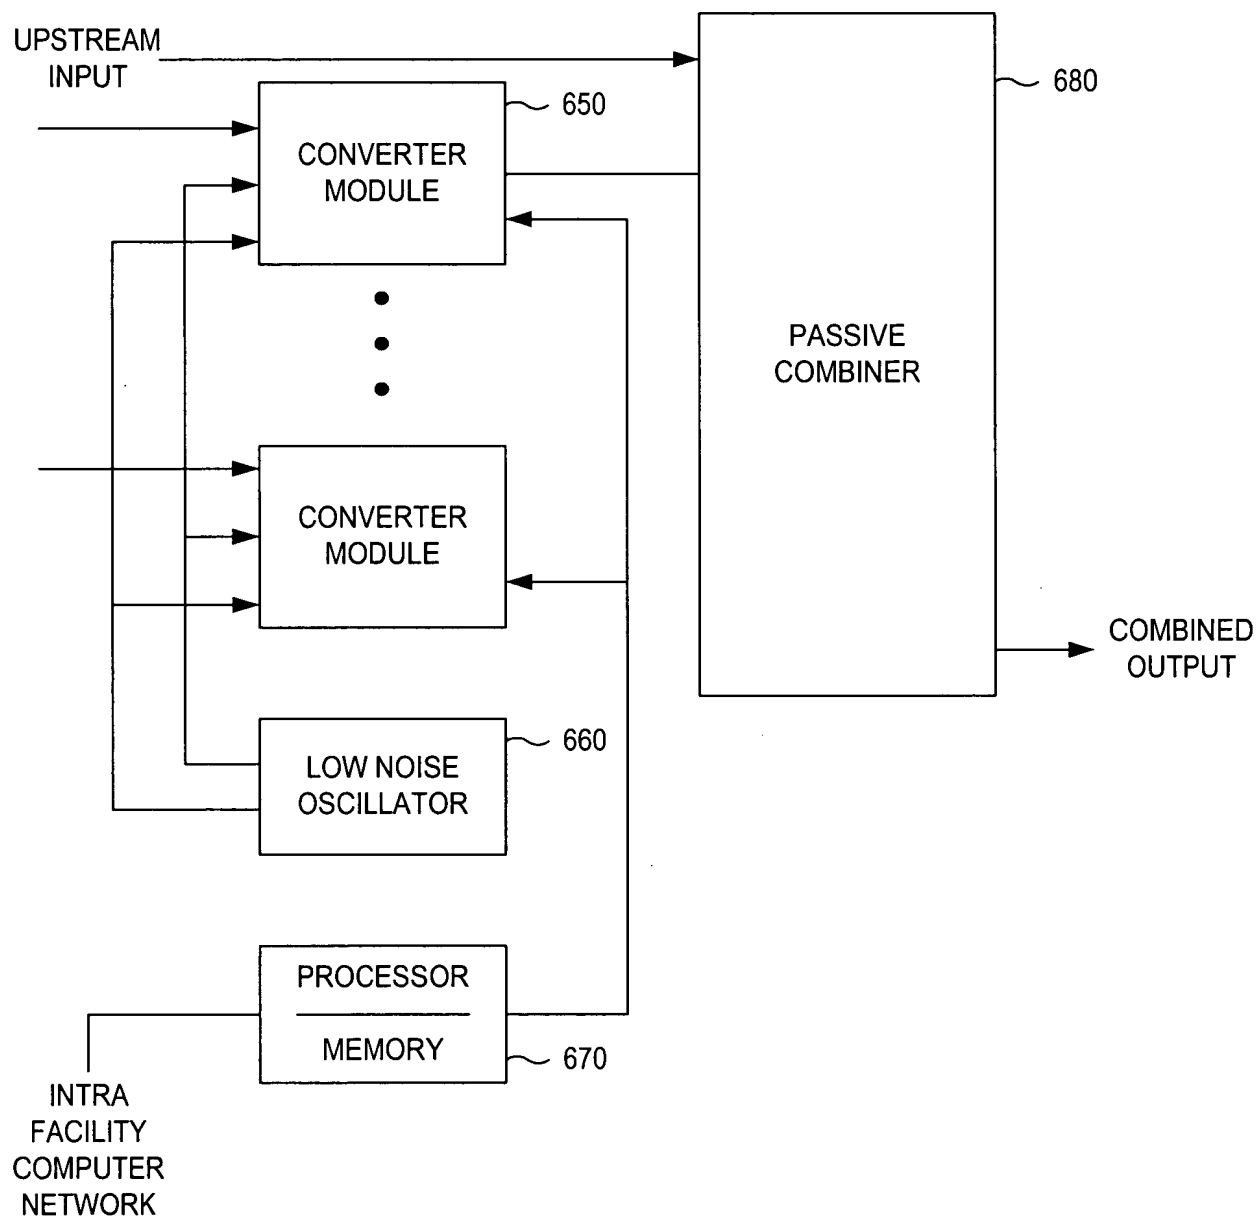 UPSTREAM
INPUT
680
650
CONVERTER
MODULE
PASSIVE
COMBINER
CONVERTER
MODULE
COMBINED
OUTPUT
660
LOW NOISE
OSCILLATOR
PROCESSOR
MEMORY
670
INTRA
FACILITY
COMPUTER
NETWORK